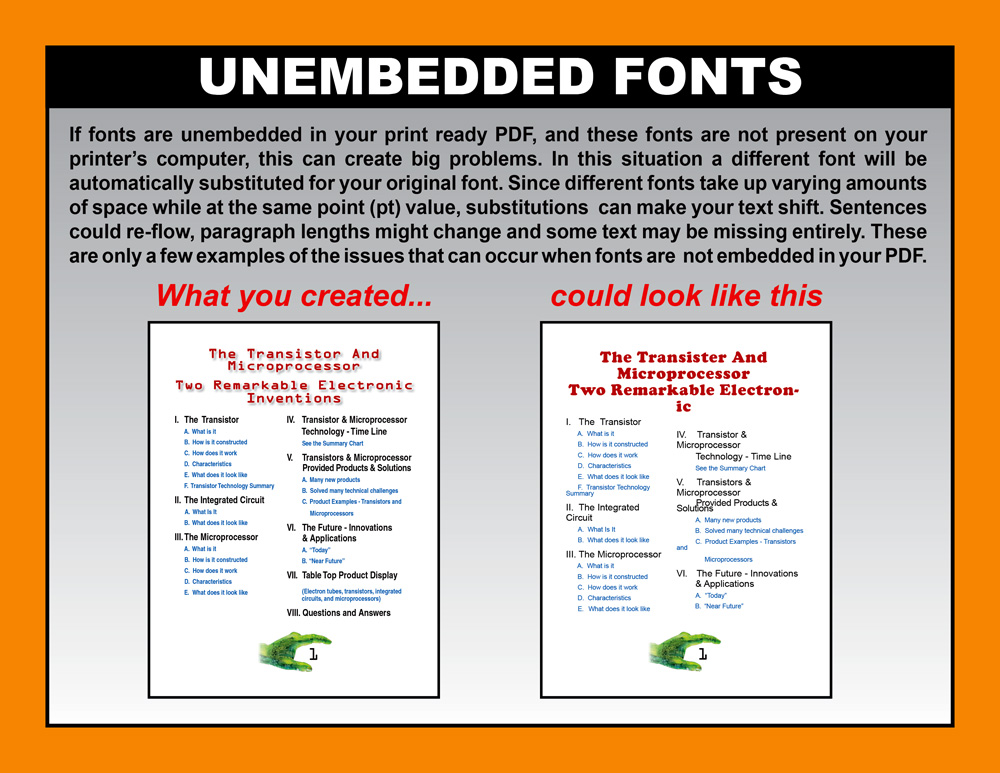 UNEMBEDDED FONTS
If fonts are unembedded in your print ready PDF, and these fonts are not present on your
printer's computer, this can create big problems. In this situation a different font will be
automatically substituted for your original font. Since different fonts take up varying amounts
of space while at the same point (pt) value, substitutions can make your text shift. Sentences
could re-flow, paragraph lengths might change and some text may be missing entirely. These
are only a few examples of the issues that can occur when fonts are not embedded in your PDF.
What you created...
The Transistor And
Microprocessor
Two Remarkable Electronic
Inventions
I. The Transistor
A. What is it
B. How is it constructed
C. How does it work
D. Characteristics
E. What does it look like
F. Transistor Technology Summary
II. The Integrated Circuit
A. What Is It
B. What does it look like
III. The Microprocessor
A. What is it
B. How is it constructed
C. How does it work
D. Characteristics
E. What does it look like
IV. Transistor & Microprocessor
Technology - Time Line
See the Summary Chart
V. Transistors & Microprocessor
Provided Products & Solutions
A. Many new products
B. Solved many technical challenges
C. Product Examples - Transistors and
Microprocessors
VI. The Future - Innovations
& Applications
A. "Today"
B. "Near Future"
VII. Table Top Product Display
(Electron tubes, transistors, integrated
circuits, and microprocessors)
VIII. Questions and Answers
1
could look like this
The Transister And
Microprocessor
Two Remarkable Electron-
ic
I. The Transistor
A. What is it
B. How is it constructed
C. How does it work
D. Characteristics
E. What does it look like
F. Transistor Technology
Summary
II. The Integrated
Circuit
A. What Is It
B. What does it look like
III. The Microprocessor
A. What is it
B. How is it constructed
C. How does it work
D. Characteristics
E. What does it look like
IV. Transistor &
Microprocessor
Technology - Time Line
See the Summary Chart
V. Transistors &
Microprocessor
Provided Products &
Solutions
A. Many new products
B. Solved many technical challenges
C. Product Examples - Transistors
and
Microprocessors
VI. The Future - Innovations
& Applications
A. "Today"
B. "Near Future"
1